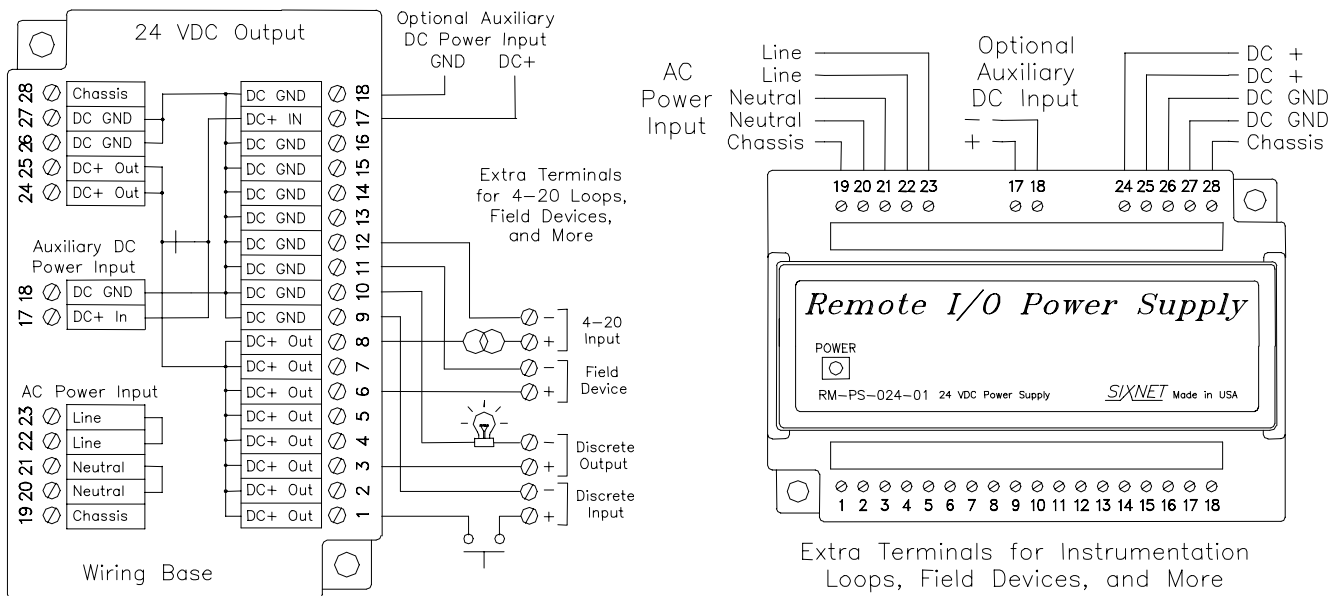 24 VDC Output
28 Chassis
27 DC GND
26 DC GND
25 DC+ Out
24 DC+ Out
Auxiliary DC
Power Input
18 DC GND
17 DC+ In
AC Power Input
23 Line
22 Line
21 Neutral
20 Neutral
19 Chassis
Wiring Base
DC GND 18
DC+ IN 17
DC GND 16
DC GND 15
DC GND 14
DC GND 13
DC GND 12
DC GND 11
DC GND 10
DC GND 9
DC+ Out 8
DC+ Out 7
DC+ Out 6
DC+ Out 5
DC+ Out 4
DC+ Out 3
DC+ Out 2
DC+ Out 1
Optional Auxiliary
DC Power Input
GND DC+
Extra Terminals
for 4-20 Loops,
Field Devices,
and More
- 4-20
+ Input
- Field
+ Device
- Discrete
+ Output
- Discrete
+ Input
AC
Power
Input
Line
Line
Neutral
Neutral
Chassis
Optional
Auxiliary
DC Input
-
+
DC +
DC +
DC GND
DC GND
Chassis
19 20 21 22 23 17 18 24 25 26 27 28
Remote I/O Power Supply
POWER
RM-PS-024-01 24 VDC Power Supply SIXNET Made in USA
1 2 3 4 5 6 7 8 9 10 11 12 13 14 15 16 17 18
Extra Terminals for Instrumentation
Loops, Field Devices, and More